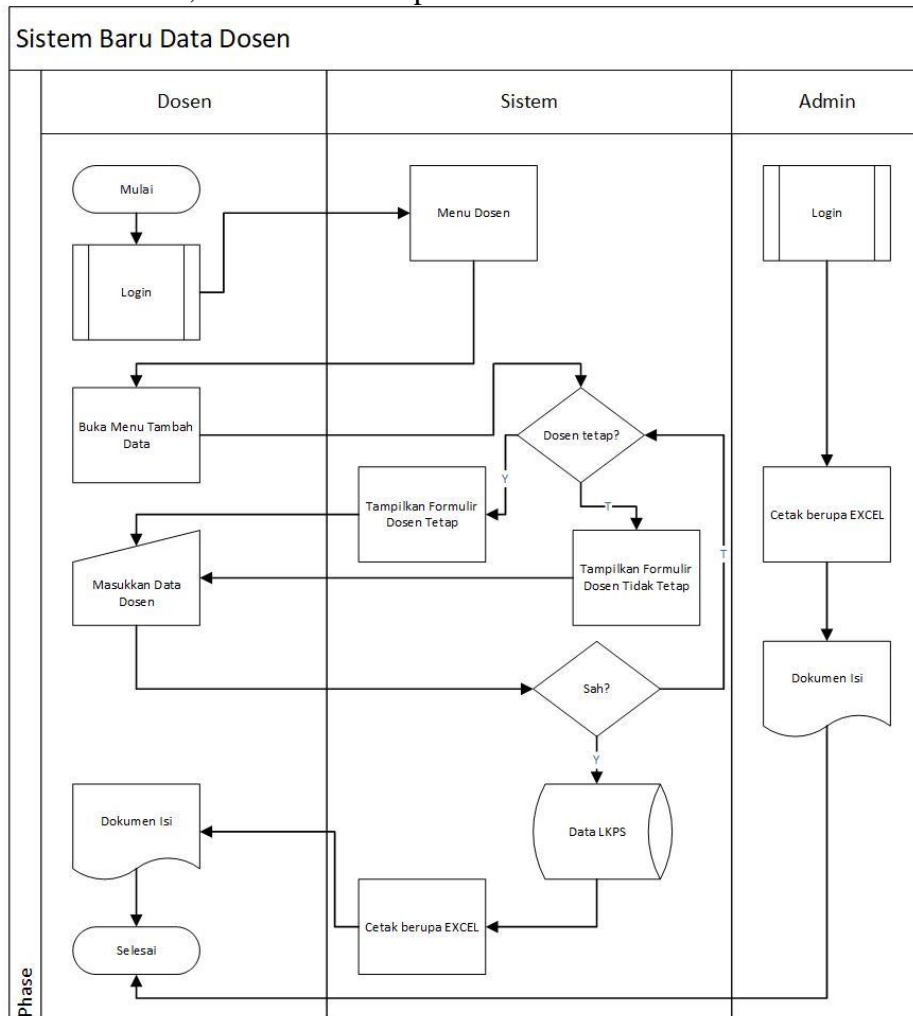 Sistem Baru Data Dosen
Dosen
Sistem
Admin
Mulai
Menu Dosen
Login
Login
Buka Menu Tambah
Data
Dosen tetap?
Y
T
Tampilkan Formulir
Dosen Tetap
Cetak berupa EXCEL
Masukkan Data
Dosen
Tampilkan Formulir
Dosen Tidak Tetap
T
Sah?
Dokumen Isi
Y
Dokumen Isi
Data LKPS
Cetak berupa EXCEL
Selesai
Phase